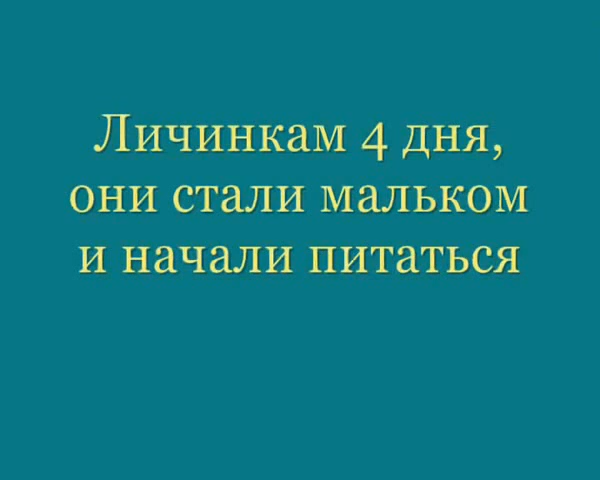 Личинкам 4 дня,
они стали мальком
и начали питаться